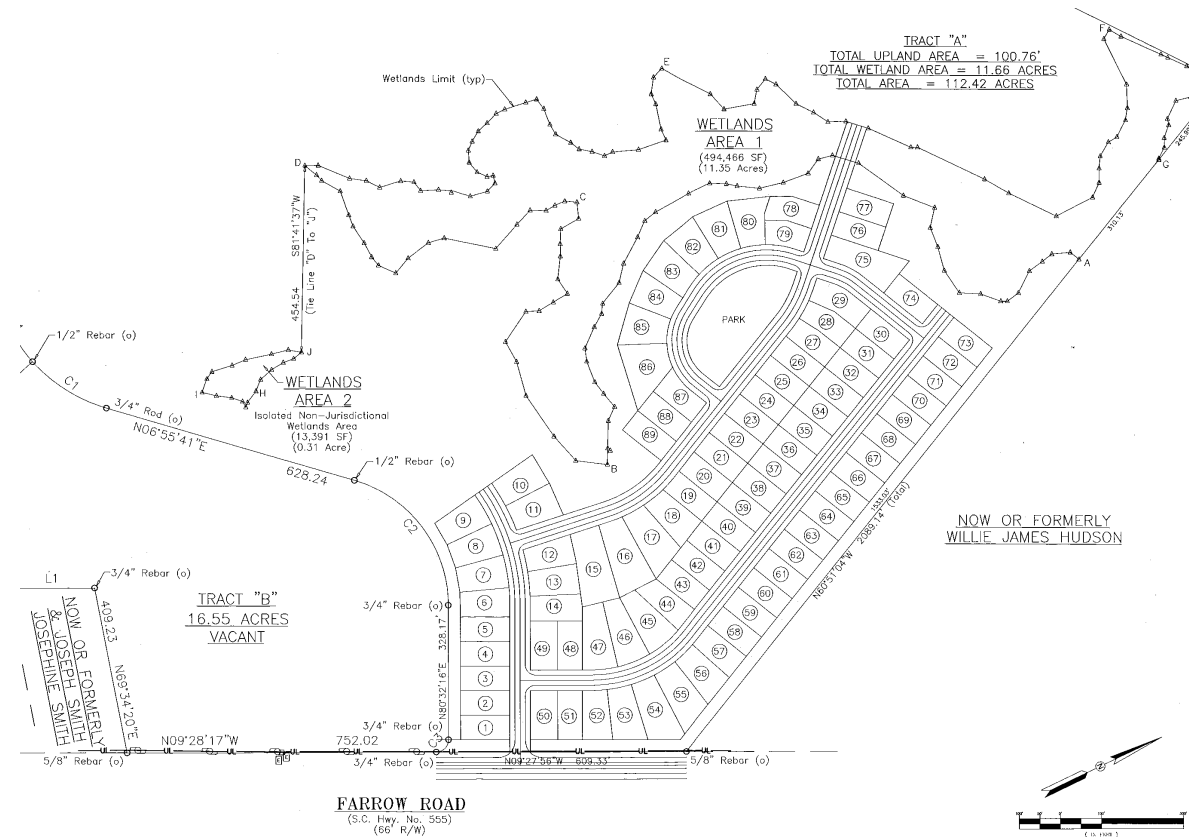 TRACT "A"
TOTAL UPLAND AREA = 100.76'
TOTAL WETLAND AREA = 11.66 ACRES
TOTAL AREA = 112.42 ACRES
F
E
Wetlands Limit (typ)
WETLANDS
AREA 1
(494,466 SF)
(11.35 Acres)
G
310.13'
A
D
C
S81°41'37"W
(Tie Line "D" To "J")
454.54
J
I
H
B
WETLANDS
AREA 2
Isolated Non-Jurisdictional
Wetlands Area
(13,391 SF)
(0.31 Acre)
1/2" Rebar (o)
C1
3/4" Rod (o)
N06°55'41"E
628.24
1/2" Rebar (o)
C2
PARK
77
76
75
74
73
72
71
70
69
68
67
66
65
64
63
62
61
60
59
58
57
56
55
54
53
52
51
50
78
79
80
81
82
83
84
85
86
87
88
89
29
28
27
26
25
24
23
22
21
20
19
18
17
16
15
30
31
32
33
34
35
36
37
38
39
40
41
42
43
44
45
46
47
48
49
10
11
9
8
7
6
5
4
3
2
1
12
13
14
1533.03'
N60°51'04"W 2089.14' (Total)
NOW OR FORMERLY
WILLIE JAMES HUDSON
L1
3/4" Rebar (o)
409.23
N69°34'20"E
NOW OR FORMERLY
& JOSEPH SMITH
JOSEPHINE SMITH
TRACT "B"
16.55 ACRES
VACANT
3/4" Rebar (o)
N80°32'16"E 328.17'
3/4" Rebar (o)
C3
N09°28'17"W
752.02
5/8" Rebar (o)
3/4" Rebar (o)
N09°27'56"W 609.33'
5/8" Rebar (o)
FARROW ROAD
(S.C. Hwy. No. 555)
(66' R/W)